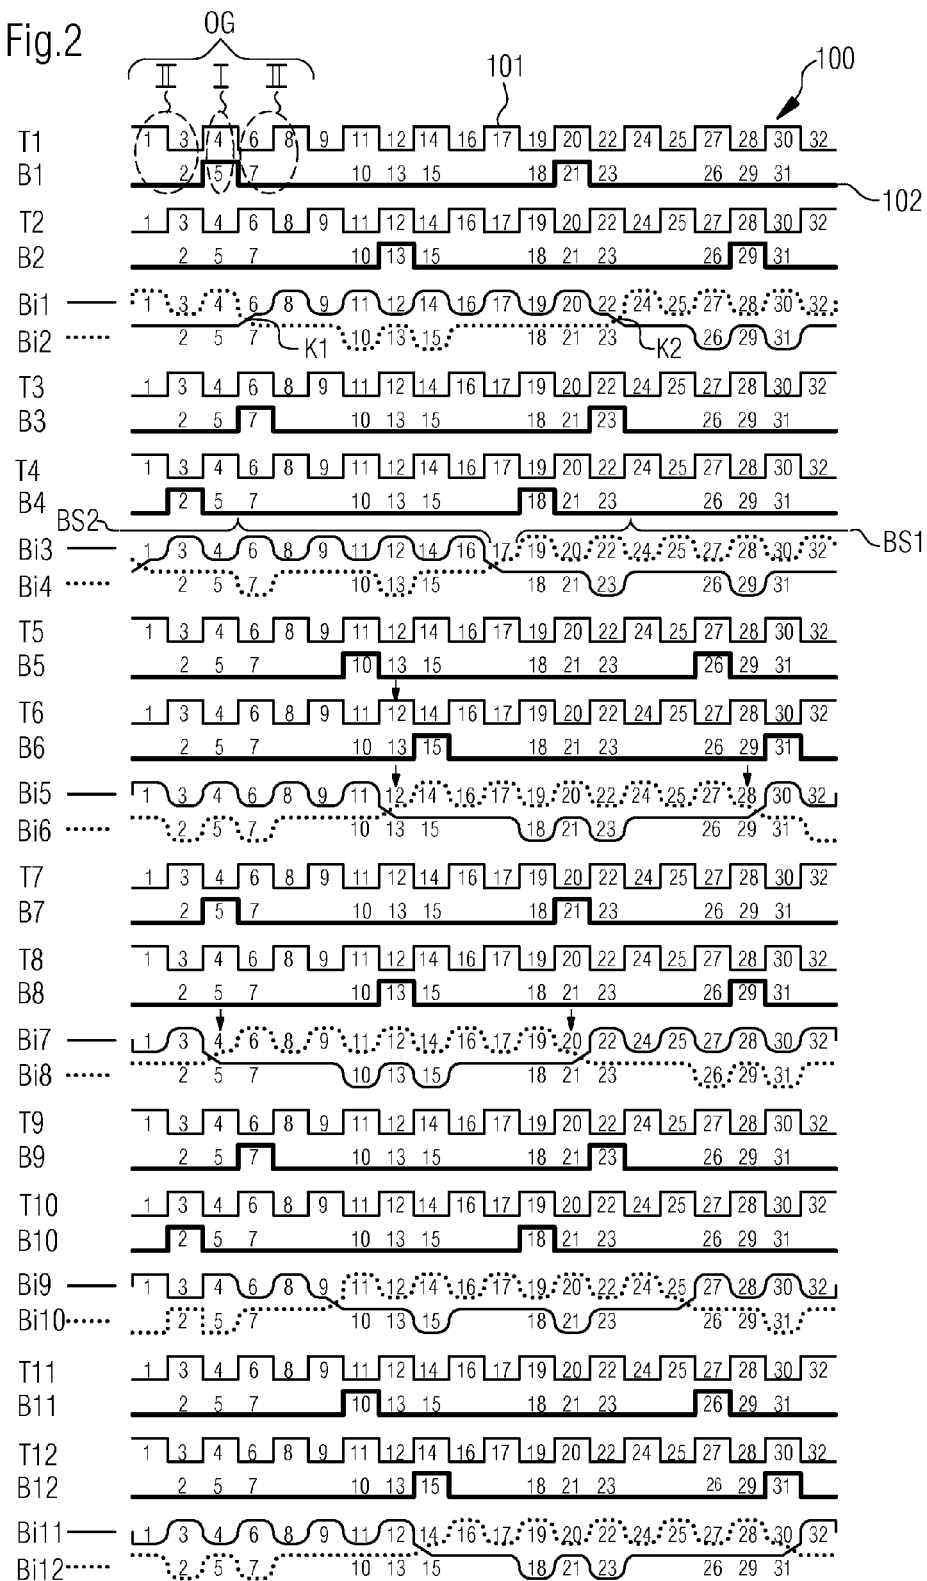 Fig.2
OG
II I II
101
100
T1 1 3 4 6 8 9 11 12 14 16 17 19 20 22 24 25 27 28 30 32
B1 2 5 7 10 13 15 18 21 23 26 29 31
102
T2 1 3 4 6 8 9 11 12 14 16 17 19 20 22 24 25 27 28 30 32
B2 2 5 7 10 13 15 18 21 23 26 29 31
Bi1 1 3 4 6 8 9 11 12 14 16 17 19 20 22 24 25 27 28 30 32
Bi2 2 5 7 K1 10 13 15 18 21 23 K2 26 29 31
T3 1 3 4 6 8 9 11 12 14 16 17 19 20 22 24 25 27 28 30 32
B3 2 5 7 10 13 15 18 21 23 26 29 31
T4 1 3 4 6 8 9 11 12 14 16 17 19 20 22 24 25 27 28 30 32
B4 2 5 7 10 13 15 18 21 23 26 29 31
BS2
BS1
Bi3 1 3 4 6 8 9 11 12 14 16 17 19 20 22 24 25 27 28 30 32
Bi4 2 5 7 10 13 15 18 21 23 26 29 31
T5 1 3 4 6 8 9 11 12 14 16 17 19 20 22 24 25 27 28 30 32
B5 2 5 7 10 13 15 18 21 23 26 29 31
T6 1 3 4 6 8 9 11 12 14 16 17 19 20 22 24 25 27 28 30 32
B6 2 5 7 10 13 15 18 21 23 26 29 31
Bi5 1 3 4 6 8 9 11 12 14 16 17 19 20 22 24 25 27 28 30 32
Bi6 2 5 7 10 13 15 18 21 23 26 29 31
T7 1 3 4 6 8 9 11 12 14 16 17 19 20 22 24 25 27 28 30 32
B7 2 5 7 10 13 15 18 21 23 26 29 31
T8 1 3 4 6 8 9 11 12 14 16 17 19 20 22 24 25 27 28 30 32
B8 2 5 7 10 13 15 18 21 23 26 29 31
Bi7 1 3 4 6 8 9 11 12 14 16 17 19 20 22 24 25 27 28 30 32
Bi8 2 5 7 10 13 15 18 21 23 26 29 31
T9 1 3 4 6 8 9 11 12 14 16 17 19 20 22 24 25 27 28 30 32
B9 2 5 7 10 13 15 18 21 23 26 29 31
T10 1 3 4 6 8 9 11 12 14 16 17 19 20 22 24 25 27 28 30 32
B10 2 5 7 10 13 15 18 21 23 26 29 31
Bi9 1 3 4 6 8 9 11 12 14 16 17 19 20 22 24 25 27 28 30 32
Bi10 2 5 7 10 13 15 18 21 23 26 29 31
T11 1 3 4 6 8 9 11 12 14 16 17 19 20 22 24 25 27 28 30 32
B11 2 5 7 10 13 15 18 21 23 26 29 31
T12 1 3 4 6 8 9 11 12 14 16 17 19 20 22 24 25 27 28 30 32
B12 2 5 7 10 13 15 18 21 23 26 29 31
Bi11 1 3 4 6 8 9 11 12 14 16 17 19 20 22 24 25 27 28 30 32
Bi12 2 5 7 10 13 15 18 21 23 26 29 31